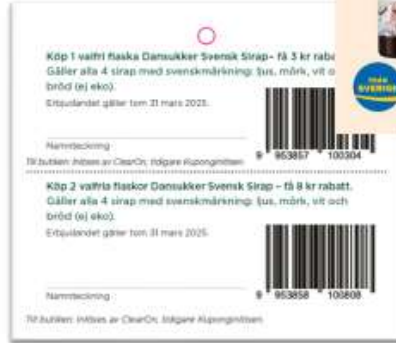 Köp 1 valfri flaska Dansukker Svensk Sirap– få 3 kr
Gäller alla 4 sirap med svenskmärkning: ljus, mörk, vit
bröd (ej eko).
Erbjudandet gäller tom 31 mars 2025.
FRÅN
SVERIGE
Namnteckning
Till butiken: Inlöses av ClearOn, tidigare Kuponginlösen
9 953857 100304
Köp 2 valfria flaskor Dansukker Svensk Sirap – få 8 kr rabatt.
Gäller alla 4 sirap med svenskmärkning: ljus, mörk, vit och
bröd (ej eko).
Erbjudandet gäller tom 31 mars 2025.
Namnteckning
9 953858 100808
Till butiken: Inlöses av ClearOn, tidigare Kuponginlösen